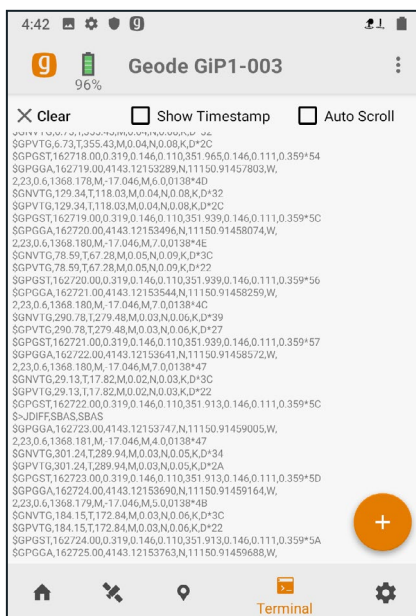 4:42
96%
Geode GiP1-003
Clear
Show Timestamp
Auto Scroll
$GNVTG,6.73,T,355.43,M,0.04,N,0.08,K,D*32
$GPVTG,6.73,T,355.43,M,0.04,N,0.08,K,D*2C
$GPGST,162718.00,0.319,0.146,0.110,351.965,0.146,0.111,0.359*54
$GPGGA,162719.00,4143.12153289,N,11150.91457803,W,
2,23,0.6,1368.178,M,-17.046,M,6.0,0138*4D
$GNVTG,129.34,T,118.03,M,0.04,N,0.08,K,D*32
$GPVTG,129.34,T,118.03,M,0.04,N,0.08,K,D*2C
$GPGST,162719.00,0.319,0.146,0.110,351.939,0.146,0.111,0.359*5C
$GPGGA,162720.00,4143.12153496,N,11150.91458074,W,
2,23,0.6,1368.180,M,-17.046,M,7.0,0138*4E
$GNVTG,78.59,T,67.28,M,0.05,N,0.09,K,D*3C
$GPVTG,78.59,T,67.28,M,0.05,N,0.09,K,D*22
$GPGST,162720.00,0.319,0.146,0.110,351.939,0.146,0.111,0.359*56
$GPGGA,162721.00,4143.12153544,N,11150.91458259,W,
2,23,0.6,1368.180,M,-17.046,M,7.0,0138*4C
$GNVTG,290.78,T,279.48,M,0.03,N,0.06,K,D*39
$GPVTG,290.78,T,279.48,M,0.03,N,0.06,K,D*27
$GPGST,162721.00,0.319,0.146,0.110,351.939,0.146,0.111,0.359*57
$GPGGA,162722.00,4143.12153641,N,11150.91458572,W,
2,23,0.6,1368.180,M,-17.046,M,7.0,0138*47
$GNVTG,29.13,T,17.82,M,0.02,N,0.03,K,D*3C
$GPVTG,29.13,T,17.82,M,0.02,N,0.03,K,D*22
$GPGST,162722.00,0.319,0.146,0.110,351.913,0.146,0.111,0.359*5C
$>JDIFF,SBAS,SBAS
$GPGGA,162723.00,4143.12153747,N,11150.91459005,W,
2,23,0.6,1368.181,M,-17.046,M,4.0,0138*47
$GNVTG,301.24,T,289.94,M,0.03,N,0.05,K,D*34
$GPVTG,301.24,T,289.94,M,0.03,N,0.05,K,D*2A
$GPGST,162723.00,0.319,0.146,0.110,351.913,0.146,0.111,0.359*5D
$GPGGA,162724.00,4143.12153690,N,11150.91459164,W,
2,23,0.6,1368.179,M,-17.046,M,5.0,0138*4B
$GNVTG,184.15,T,172.84,M,0.03,N,0.06,K,D*3C
$GPVTG,184.15,T,172.84,M,0.03,N,0.06,K,D*22
$GPGST,162724.00,0.319,0.146,0.110,351.913,0.146,0.111,0.359*5A
$GPGGA,162725.00,4143.12153763,N,11150.91459688,W,
Terminal